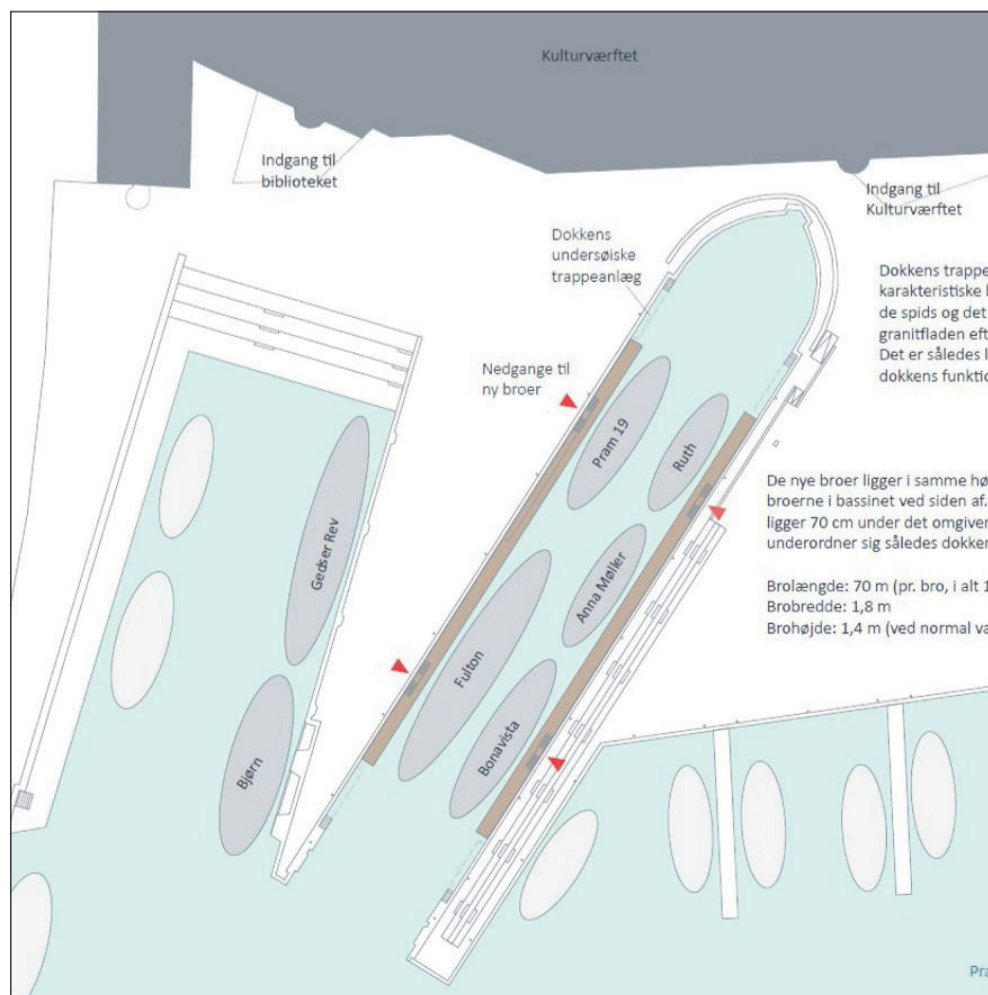 Kulturværftet
Indgang til
biblioteket
Indgang til
Kulturværftet
Dokkens
undersøiske
trappeanlæg
Dokkens trappe
karakteristiske l
de spids og det
granitfladen eft
Det er således l
dokkens funktio
Nedgange til
ny broer
Pram 19
Ruth
Gedser Rev
De nye broer ligger i samme hø
broerne i bassinet ved siden af.
ligger 70 cm under det omgiver
underordner sig således dokker
Anna Møller
Brolængde: 70 m (pr. bro, i alt 1
Brobredde: 1,8 m
Brohøjde: 1,4 m (ved normal va
Fulton
Bonavista
Bjørn
Pra